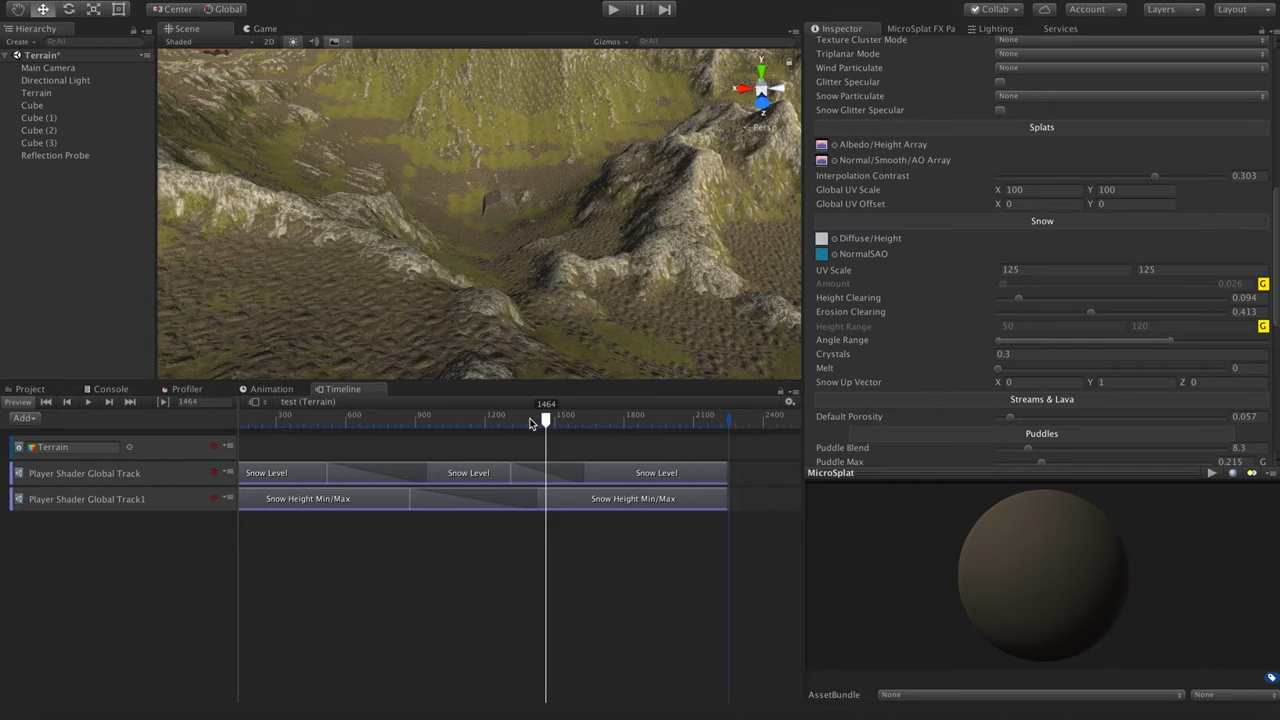 Center
Global
Collab
Account
Layers
Layout
Hierarchy
Create
All
Terrain*
Main Camera
Directional Light
Terrain
Cube
Cube (1)
Cube (2)
Cube (3)
Reflection Probe
Scene
Game
Shaded
2D
Gizmos
All
y
x
z
Persp
Inspector
MicroSplat FX Pa
Lighting
Services
Texture Cluster Mode None
Triplanar Mode None
Wind Particulate None
Glitter Specular
Snow Particulate None
Snow Glitter Specular
Splats
Albedo/Height Array
Normal/Smooth/AO Array
Interpolation Contrast 0.303
Global UV Scale X 100 Y 100
Global UV Offset X 0 Y 0
Snow
Diffuse/Height
NormalSAO
UV Scale 125 125
Amount 0.026 G
Height Clearing 0.094
Erosion Clearing 0.413
Height Range 50 120 G
Angle Range
Crystals 0.3
Melt 0
Snow Up Vector X 0 Y 1 Z 0
Streams & Lava
Default Porosity 0.057
Puddles
Puddle Blend 8.3
Puddle Max 0.215 G
MicroSplat
AssetBundle None None
Project
Console
Profiler
Animation
Timeline
Preview
1464
test (Terrain)
1464
Add
300 600 900 1200 1500 1800 2100 2400
Terrain
Player Shader Global Track
Snow Level
Snow Level
Snow Level
Player Shader Global Track1
Snow Height Min/Max
Snow Height Min/Max